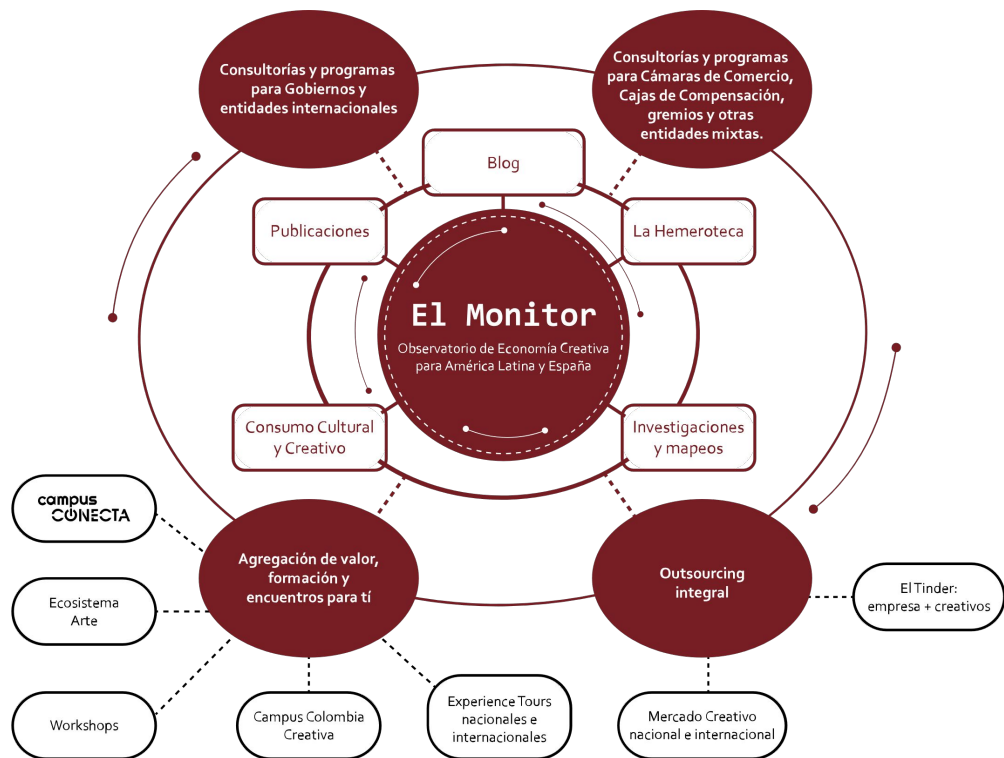 Consultorías y programas
para Gobiernos y
entidades internacionales
Consultorías y programas
para Cámaras de Comercio,
Cajas de Compensación,
gremios y otras
entidades mixtas.
Blog
Publicaciones
La Hemeroteca
El Monitor
Observatorio de Economía Creativa
para América Latina y España
Consumo Cultural
y Creativo
Investigaciones
y mapeos
campus
CONECTA
Agregación de valor,
formación y
encuentros para tí
Outsourcing
integral
Ecosistema
Arte
El Tinder:
empresa + creativos
Workshops
Campus Colombia
Creativa
Experience Tours
nacionales e
internacionales
Mercado Creativo
nacional e internacional